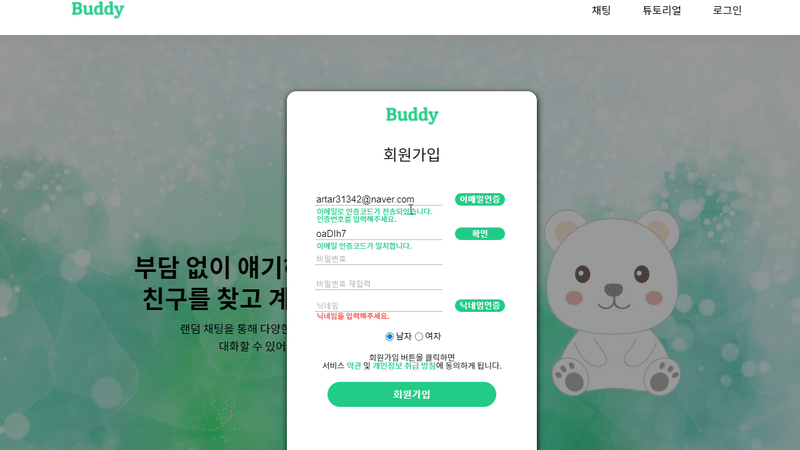 Buddy
채팅
튜토리얼
로그인
Buddy
회원가입
artar31342@naver.com
이메일인증
이메일로 인증코드가 전송되었습니다.
인증번호를 입력해주세요.
확인
이메일 인증코드가 일치합니다.
비밀번호
비밀번호 재입력
닉네임
닉네임인증
닉네임을 입력해주세요.
남자 여자
회원가입 버튼을 클릭하면
서비스 약관 및 개인정보 취급 방침에 동의하게 됩니다.
회원가입
부담 없이 얘기
친구를 찾고
랜덤 채팅을 통해 다양한
대화할 수 있어